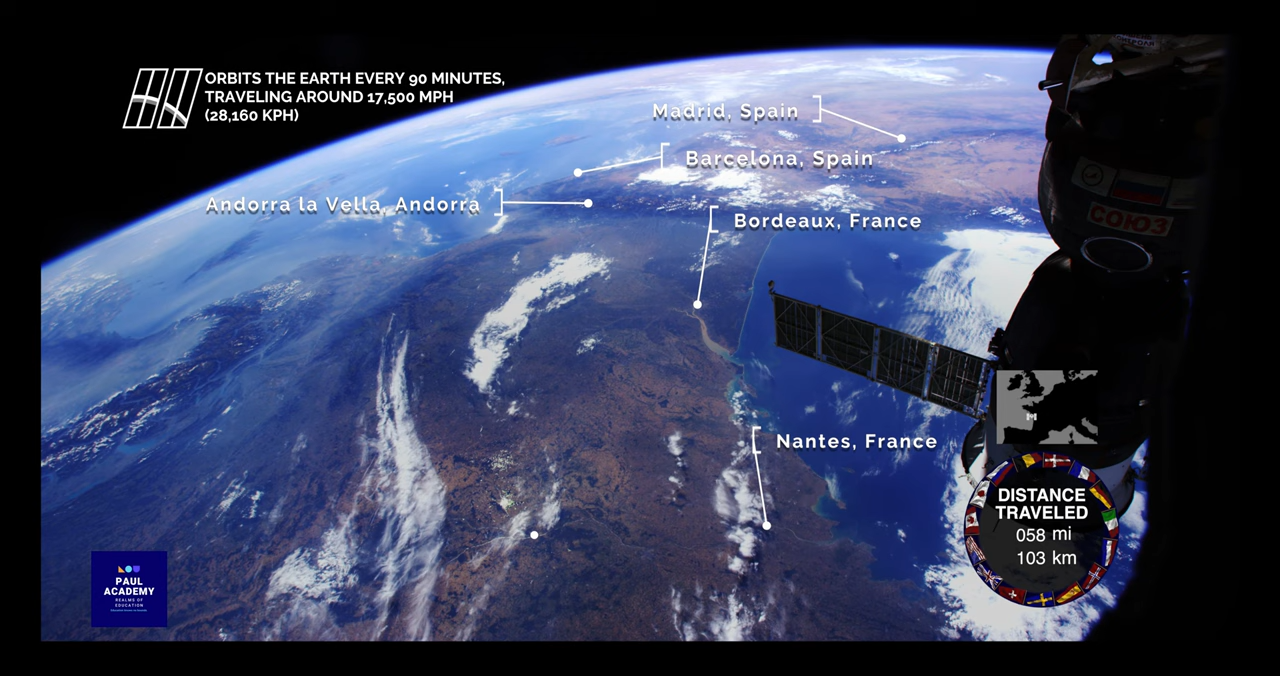 ORBITS THE EARTH EVERY 90 MINUTES,
TRAVELING AROUND 17,500 MPH
(28,160 KPH)
Madrid, Spain
Barcelona, Spain
Andorra la Vella, Andorra
Bordeaux, France
СОЮЗ
Nantes, France
DISTANCE
TRAVELED
058 mi
103 km
PAUL
ACADEMY
REALMS OF
EDUCATION